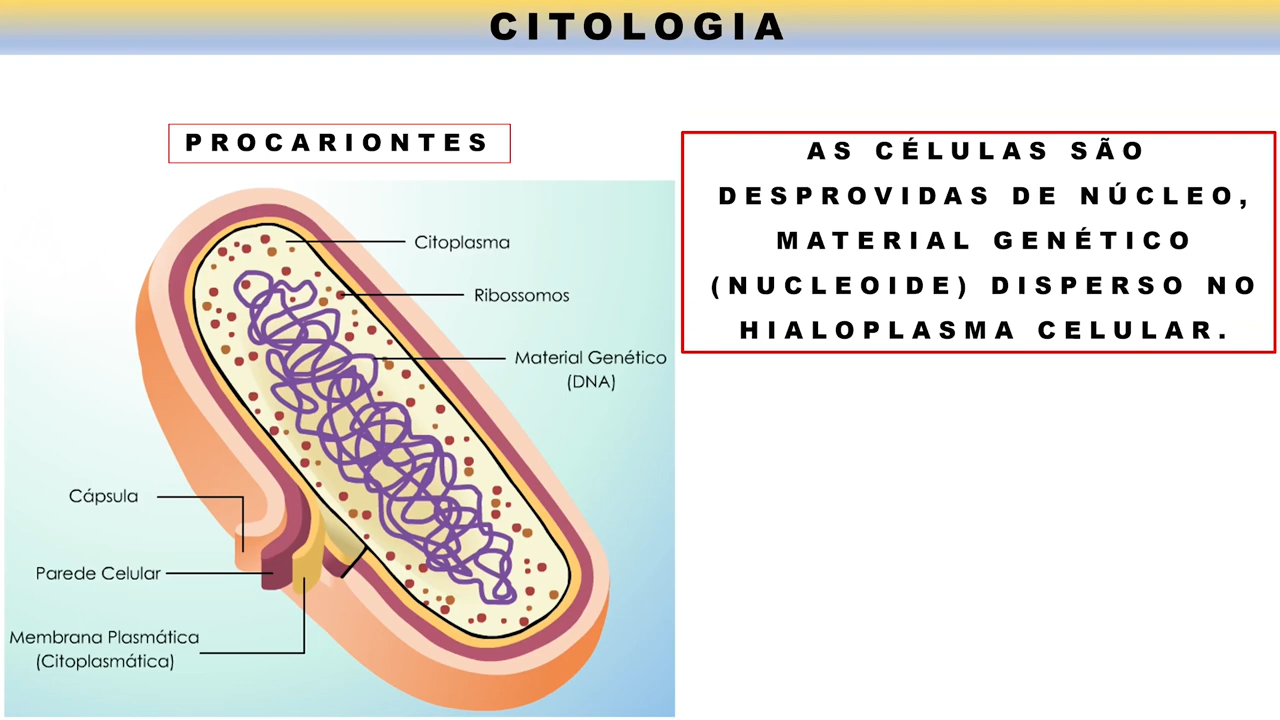 CITOLOGIA
PROCARIONTES
AS CÉLULAS SÃO
DESPROVIDAS DE NÚCLEO,
MATERIAL GENÉTICO
(NUCLEOIDE) DISPERSO NO
HIALOPLASMA CELULAR.
Citoplasma
Ribossomos
Material Genético
(DNA)
Cápsula
Parede Celular
Membrana Plasmática
(Citoplasmática)